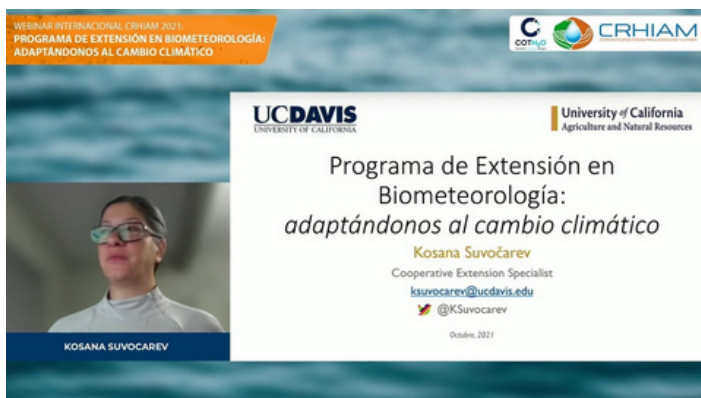 WEBINAR INTERNACIONAL CRHIAM 2021:
PROGRAMA DE EXTENSIÓN EN BIOMETEOROLOGÍA:
ADAPTÁNDONOS AL CAMBIO CLIMÁTICO
COTH2O
CRHIAM
UCDAVIS
UNIVERSITY OF CALIFORNIA
University of California
Agriculture and Natural Resources
Programa de Extensión en
Biometeorología:
adaptándonos al cambio climático
Kosana Suvočarev
Cooperative Extension Specialist
ksuvocarev@ucdavis.edu
@KSuvocarev
Octubre, 2021
KOSANA SUVOCAREV